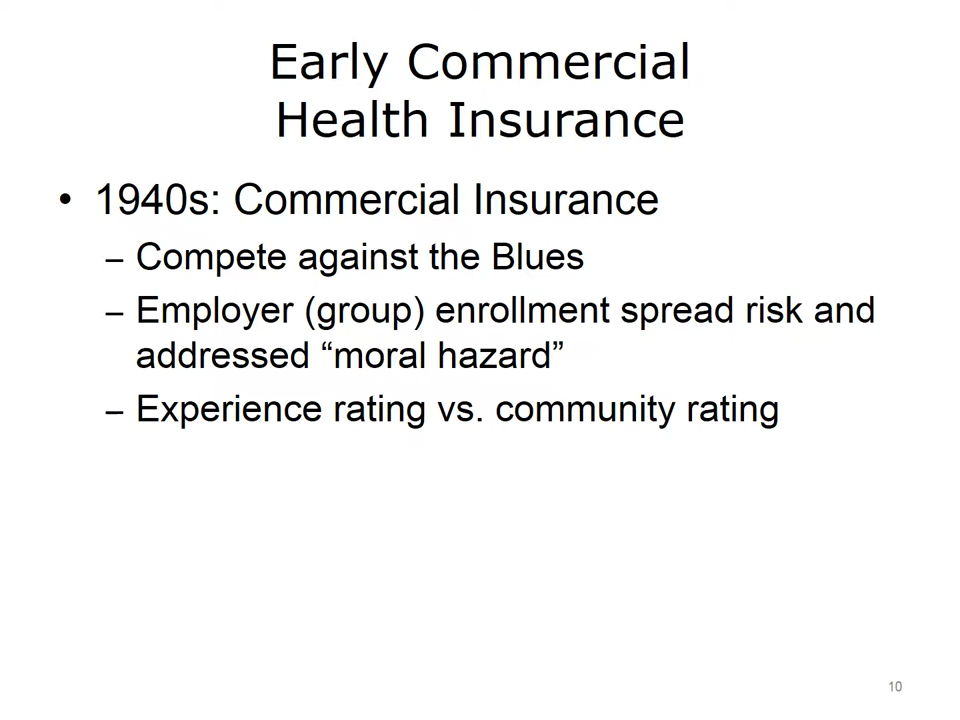 Early Commercial
Health Insurance
• 1940s: Commercial Insurance
– Compete against the Blues
– Employer (group) enrollment spread risk and
addressed “moral hazard”
– Experience rating vs. community rating
10